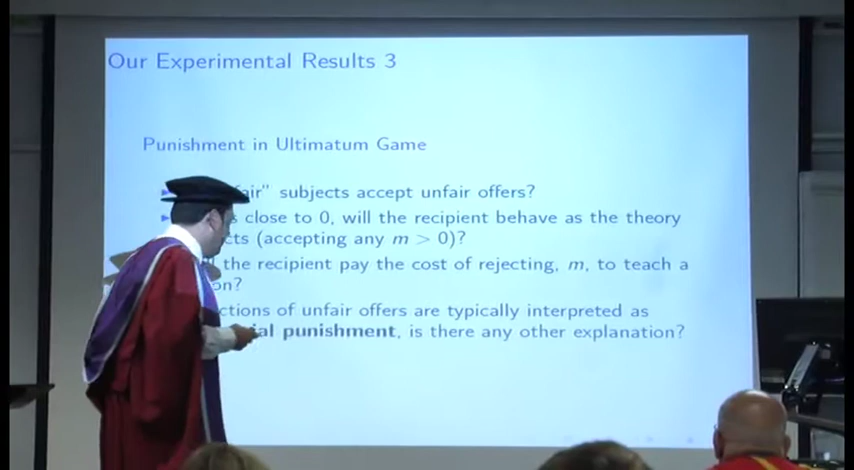 Our Experimental Results 3
Punishment in Ultimatum Game
air" subjects accept unfair offers?
s close to 0, will the recipient behave as the theory
cts (accepting any m > 0)?
the recipient pay the cost of rejecting, m, to teach a
on?
ctions of unfair offers are typically interpreted as
ial punishment, is there any other explanation?